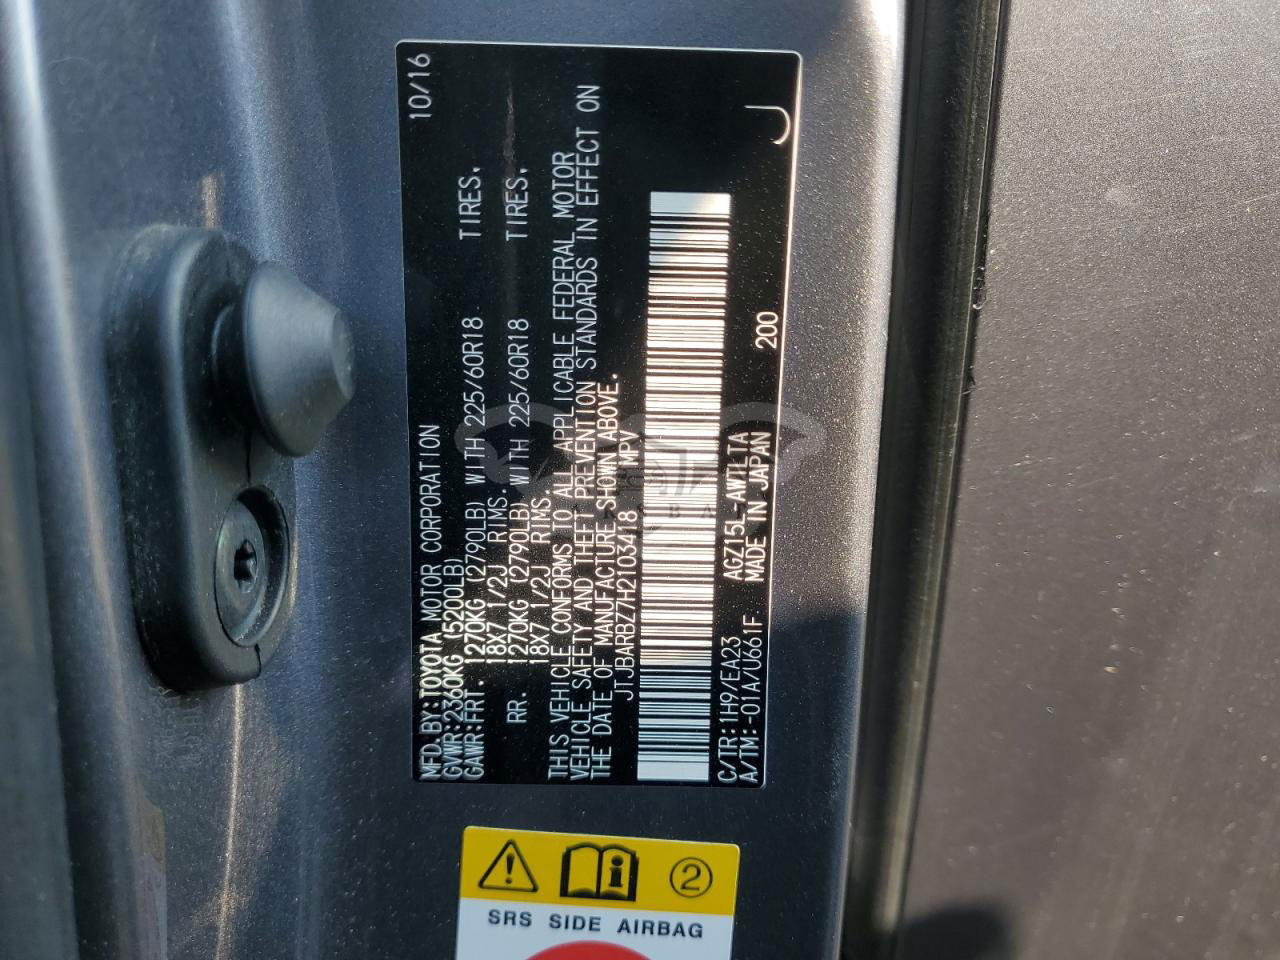 MFD.BY:TOYOTA MOTOR CORPORATION 10/16
GVWR:2360KG (5200LB)
GAWR:FRT. 1270KG (2790LB) WITH 225/60R18 TIRES.
18X7 1/2J RIMS.
RR. 1270KG (2790LB) WITH 225/60R18 TIRES.
18X7 1/2J RIMS.
THIS VEHICLE CONFORMS TO ALL APPLICABLE FEDERAL MOTOR
VEHICLE SAFETY AND THEFT PREVENTION STANDARDS IN EFFECT ON
THE DATE OF MANUFACTURE SHOWN ABOVE.
JTJBARBZ7H2103418 MPV
C/TR:1H9/EA23 AGZ15L-AWTLTA
A/TM:-01A/U661F MADE IN JAPAN 200
J
2
SRS SIDE AIRBAG